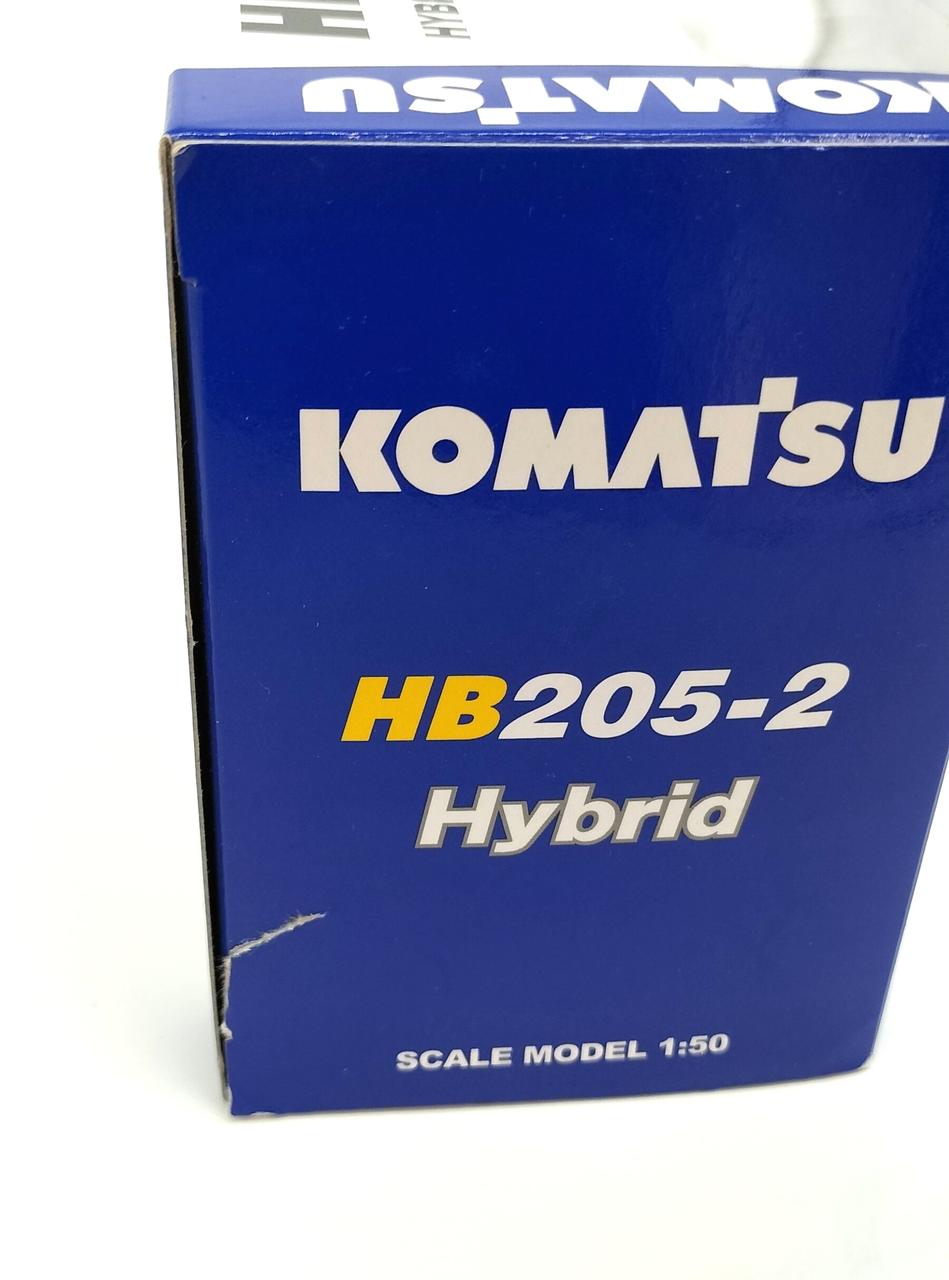 KOMATSU
KOMATSU
HB205-2
Hybrid
SCALE MODEL 1:50